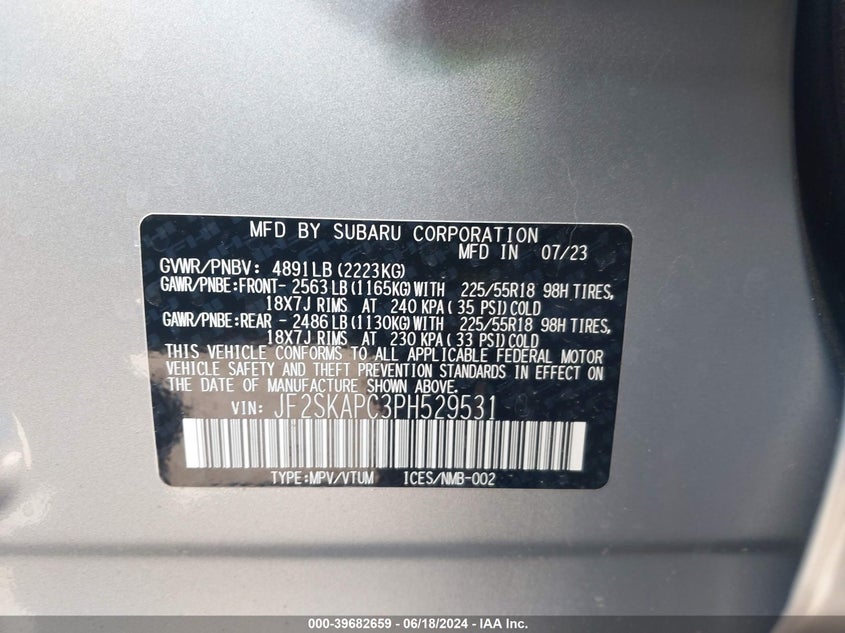 MFD BY SUBARU CORPORATION
MFD IN 07/23
GVWR/PNBV: 4891LB (2223KG)
GAWR/PNBE:FRONT- 2563LB (1165KG) WITH 225/55R18 98H TIRES,
18X7J RIMS AT 240 KPA ( 35 PSI) COLD
GAWR/PNBE:REAR - 2486LB (1130KG) WITH 225/55R18 98H TIRES,
18X7J RIMS AT 230 KPA ( 33 PSI) COLD
THIS VEHICLE CONFORMS TO ALL APPLICABLE FEDERAL MOTOR
VEHICLE SAFETY AND THEFT PREVENTION STANDARDS IN EFFECT ON
THE DATE OF MANUFACTURE SHOWN ABOVE.
VIN: JF2SKAPC3PH529531
TYPE:MPV/VTUM ICES/NMB-002
000-39682659 - 06/18/2024 - IAA Inc.